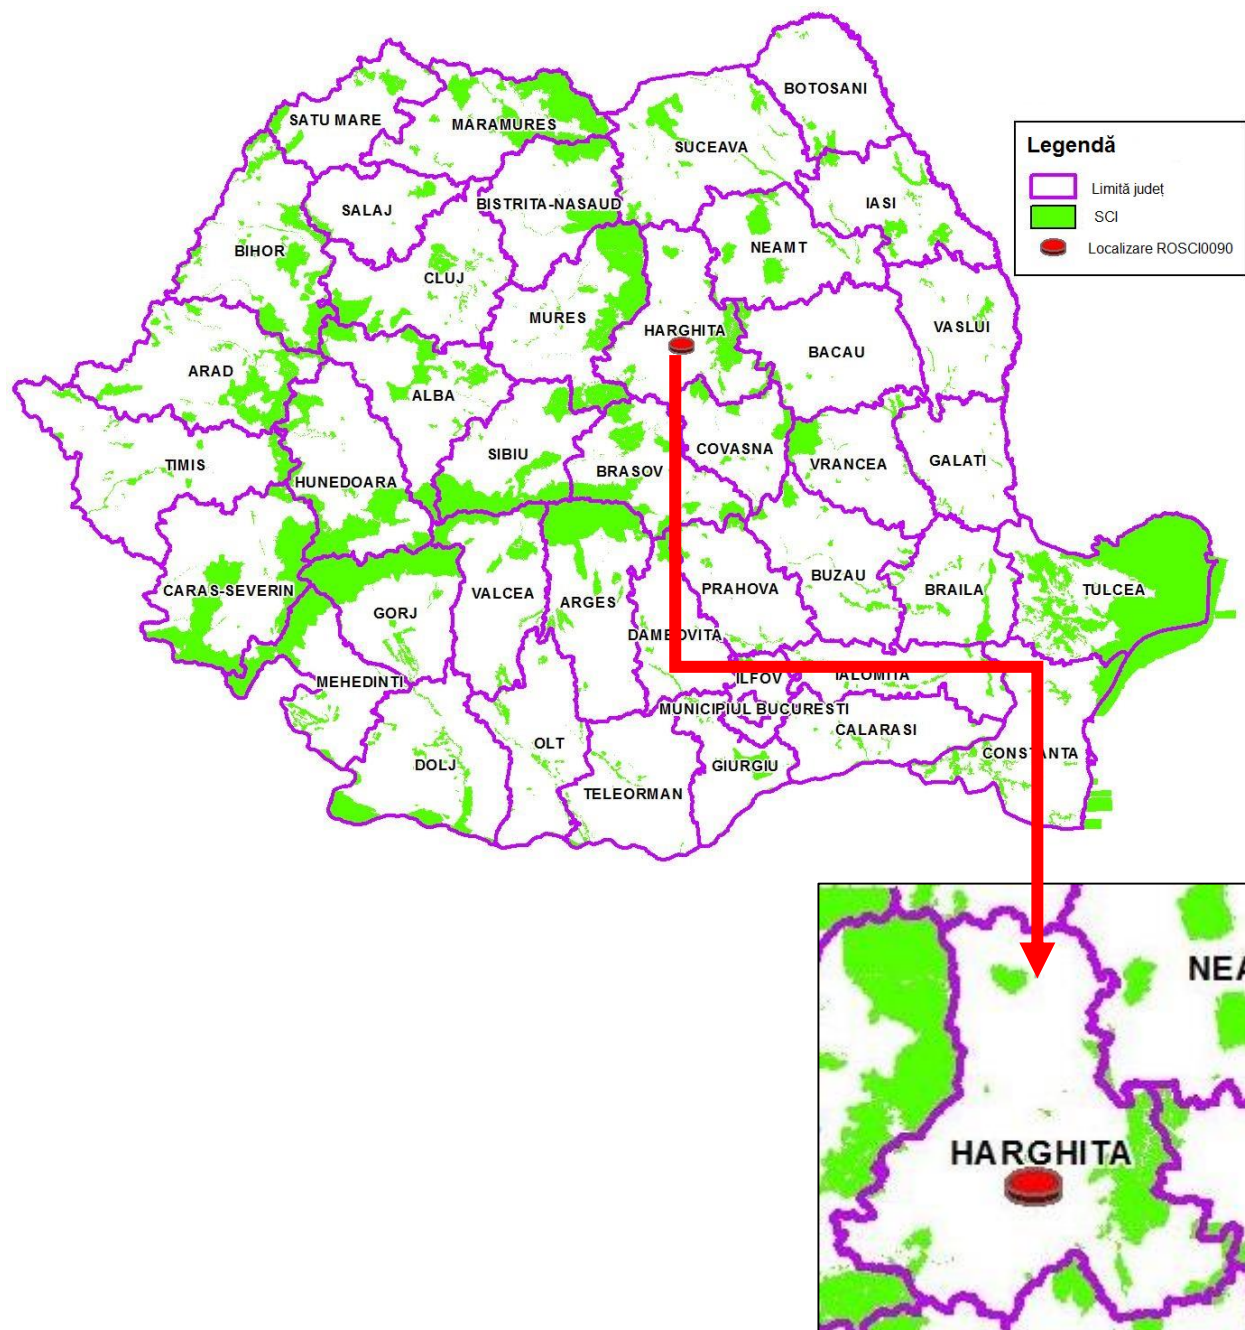 BOTOSANI
SATU MARE
MARAMURES
SUCEAVA
Legendă
Limită județ
SCI
Localizare ROSCI0090
SALAJ
BISTRITA-NASAUD
IASI
BIHOR
CLUJ
NEAMT
MURES
HARGHITA
VASLUI
BACAU
ARAD
ALBA
TIMIS
HUNEDOARA
SIBIU
BRASOV
COVASNA
VRANCEA
GALATI
CARAS-SEVERIN
GORJ
VALCEA
ARGES
PRAHOVA
BUZAU
BRAILA
TULCEA
DAMBOVITA
MEHEDINTI
ILFOV
IALOMITA
MUNICIPIUL BUCURESTI
CALARASI
DOLJ
OLT
TELEORMAN
GIURGIU
CONSTANTA
NEA
HARGHITA